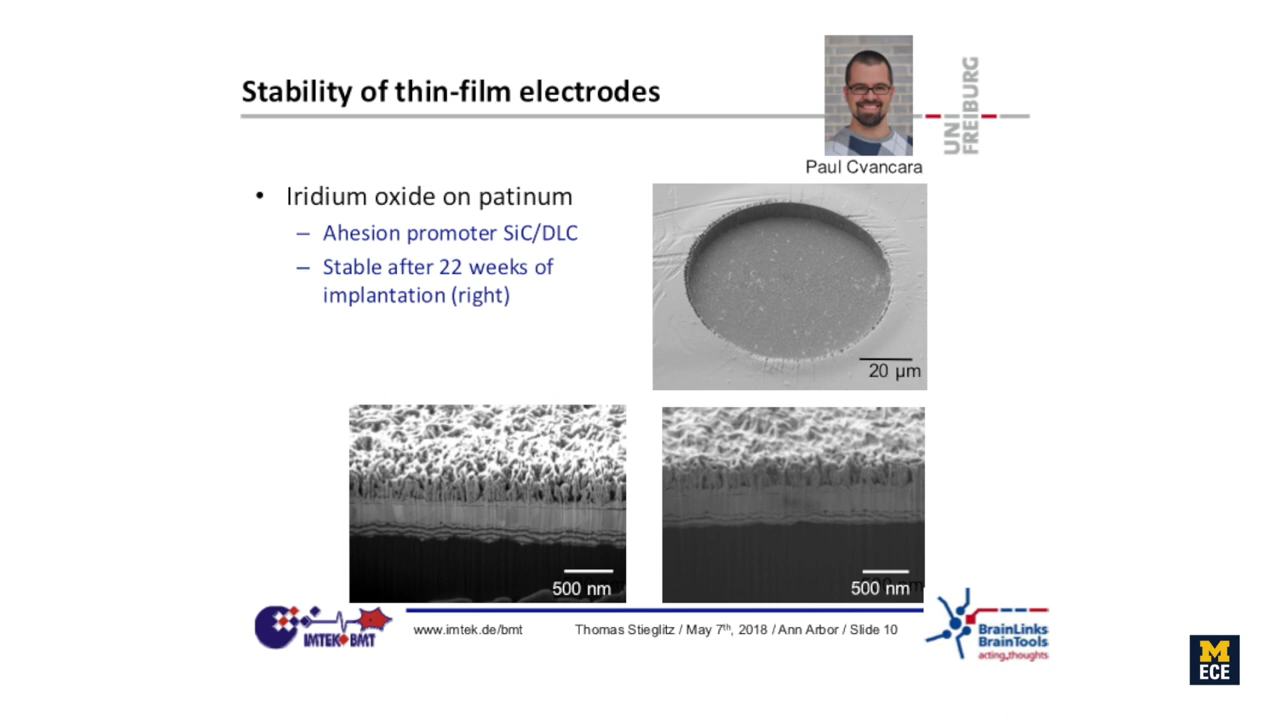 Stability of thin-film electrodes
UNI
FREIBURG
Paul Cvancara
• Iridium oxide on patinum
– Ahesion promoter SiC/DLC
– Stable after 22 weeks of
implantation (right)
20 µm
500 nm
500 nm
IMTEK BMT
www.imtek.de/bmt
Thomas Stieglitz / May 7th, 2018 / Ann Arbor / Slide 10
BrainLinks
BrainTools
acting thoughts
M
ECE